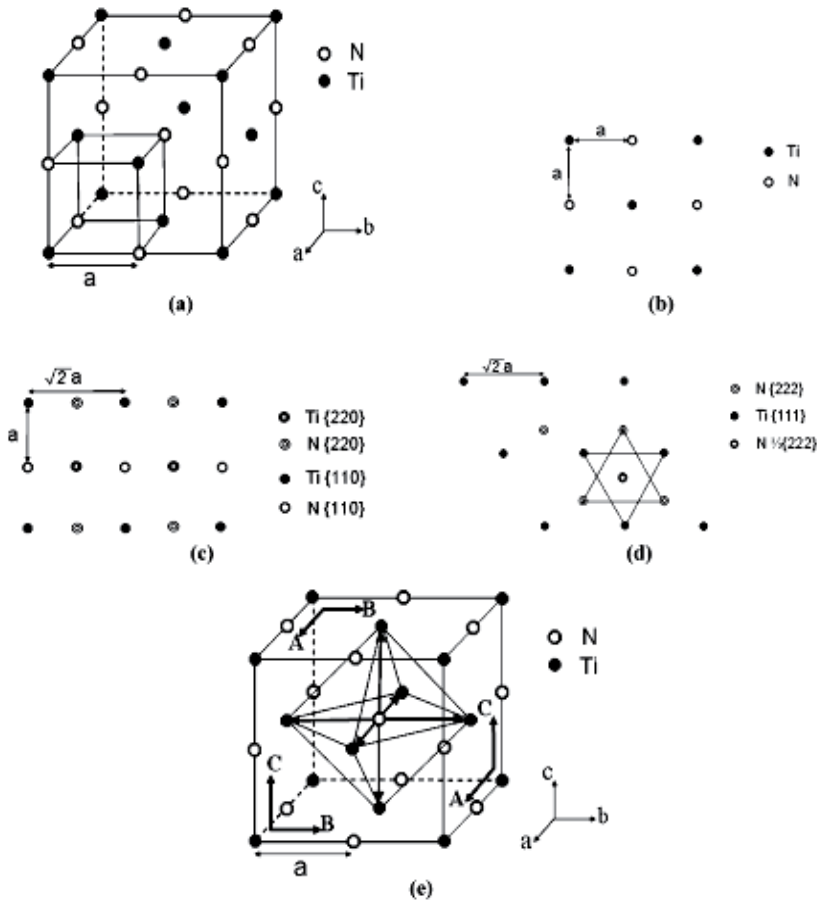 N
Ti
c
b
a
a
(a)
a
a
Ti
N
(b)
√2 a
a
Ti {220}
N {220}
Ti {110}
N {110}
(c)
√2 a
N {222}
Ti {111}
N ½{222}
(d)
B
A
N
Ti
C
C
A
B
c
b
a
a
(e)